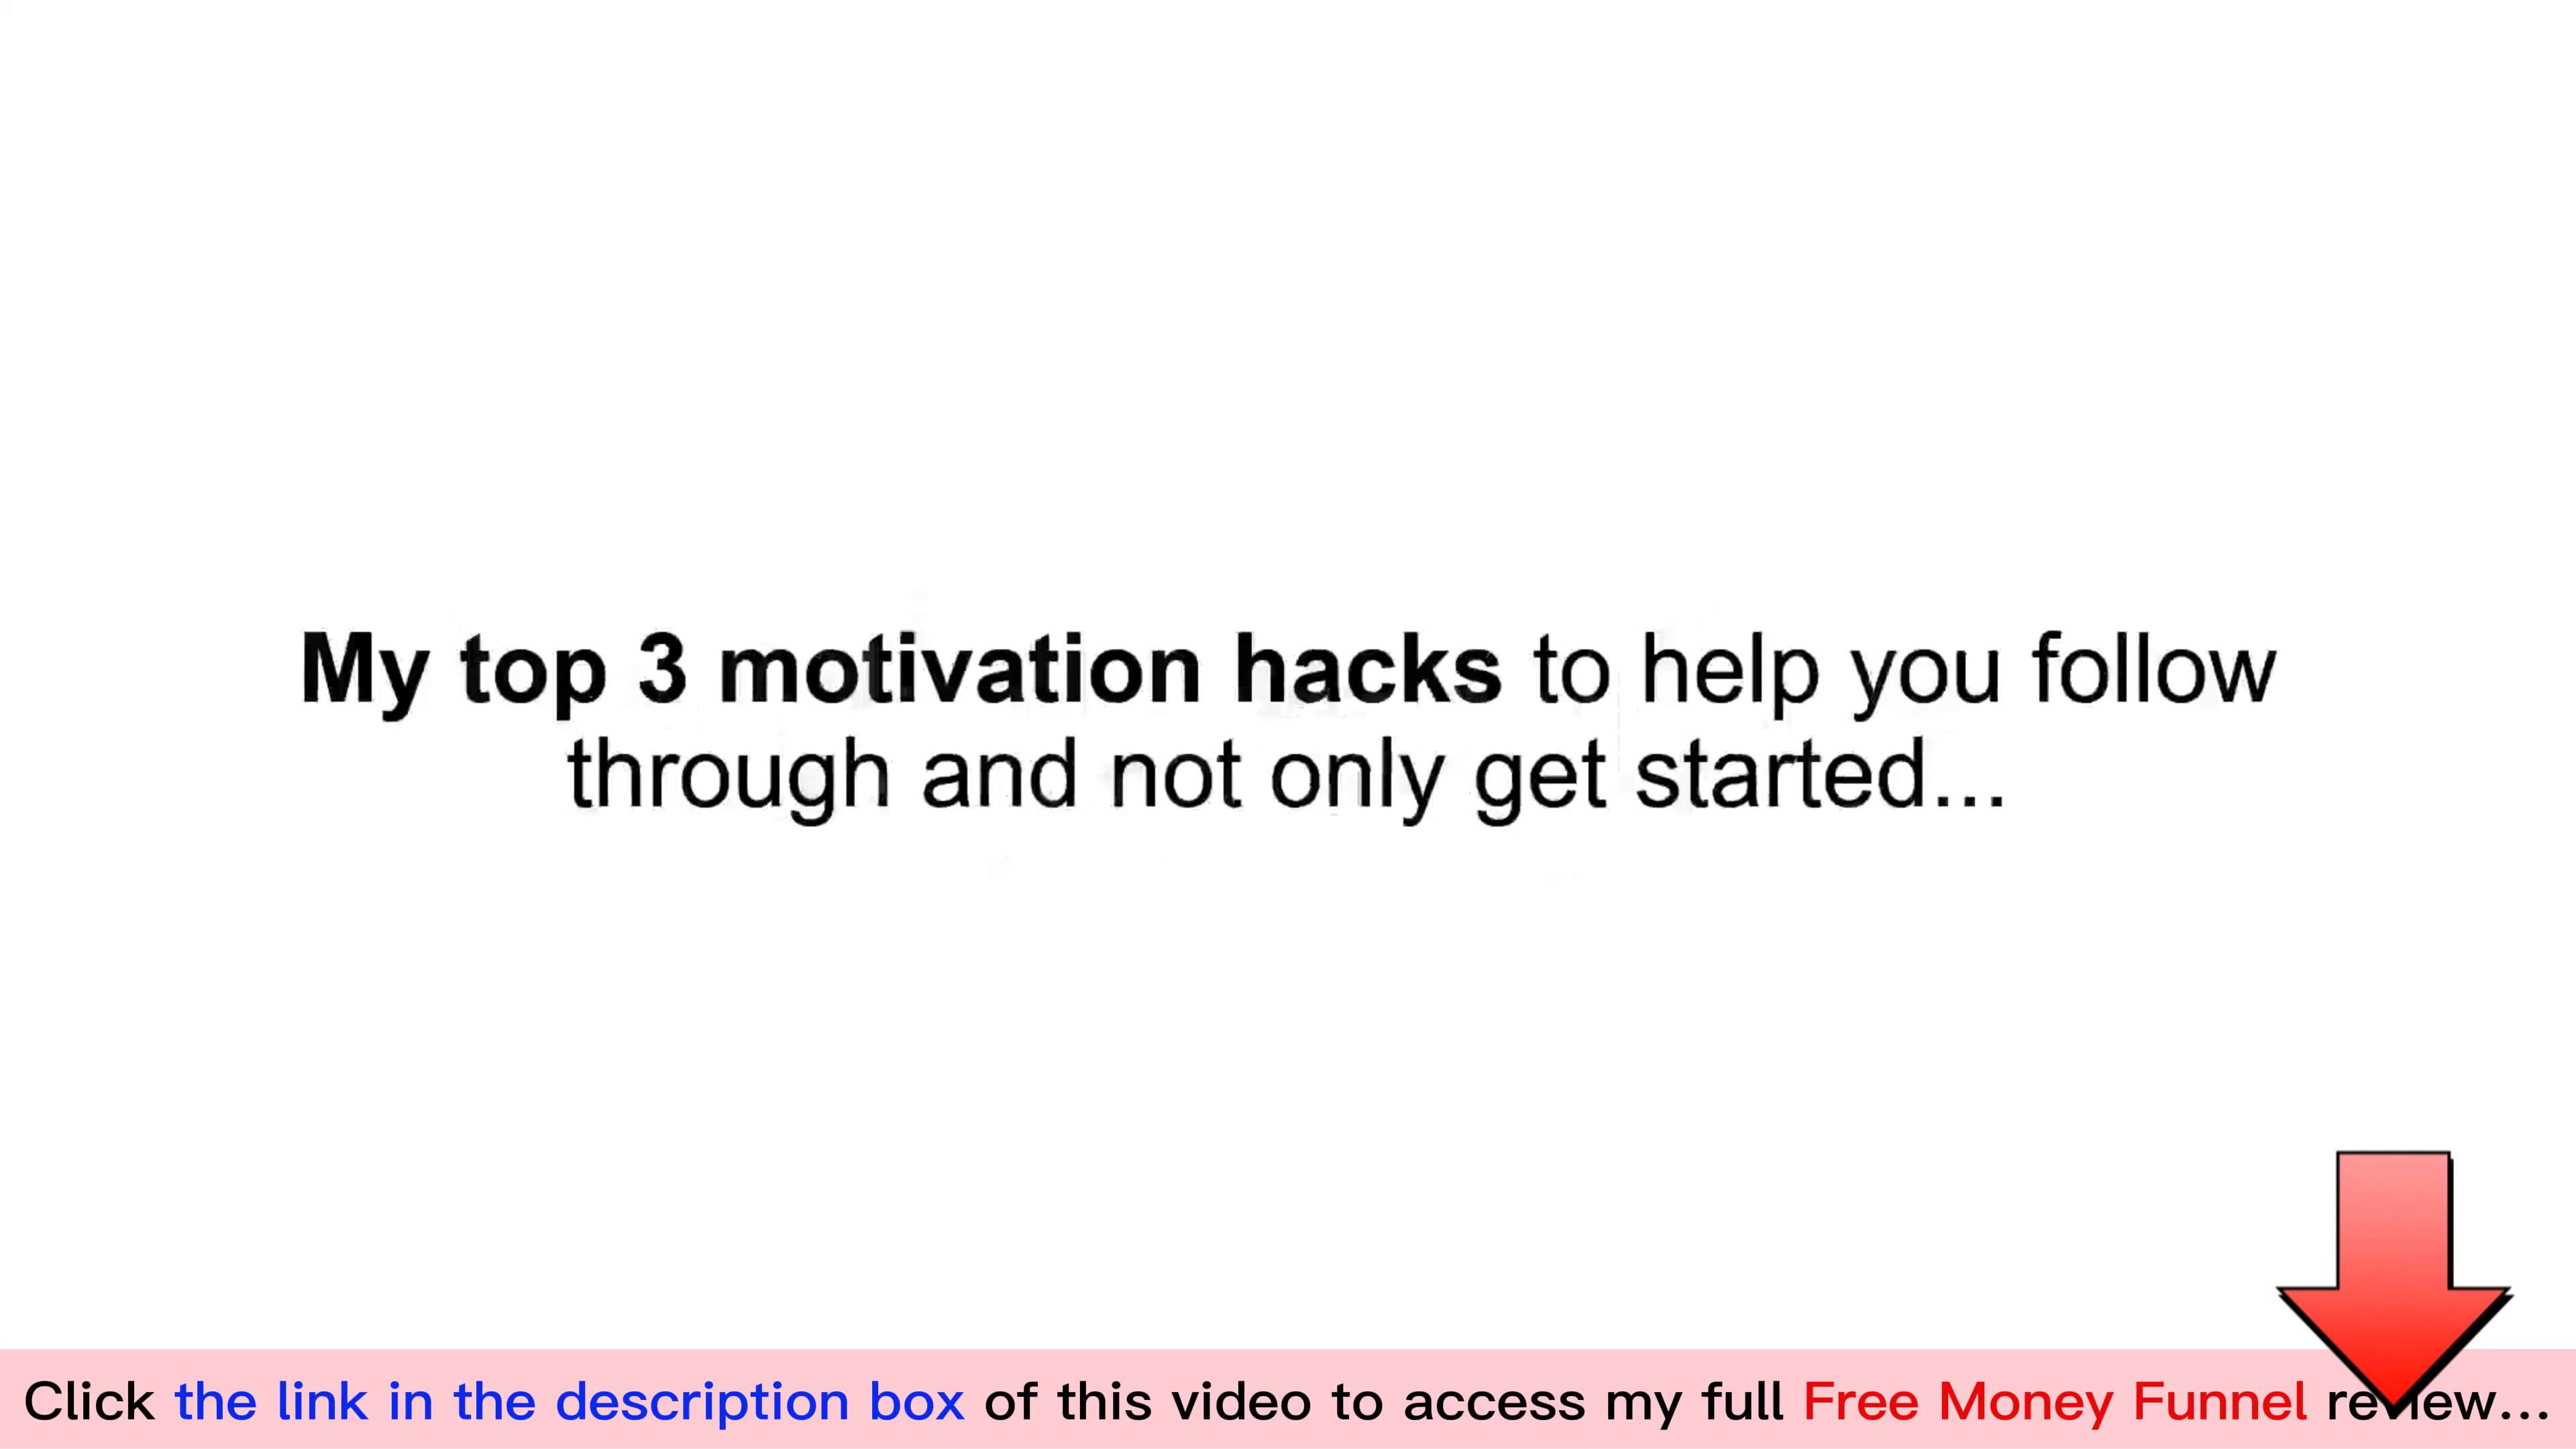 My top 3 motivation hacks to help you follow
through and not only get started...
Click the link in the description box of this video to access my full Free Money Funnel review...